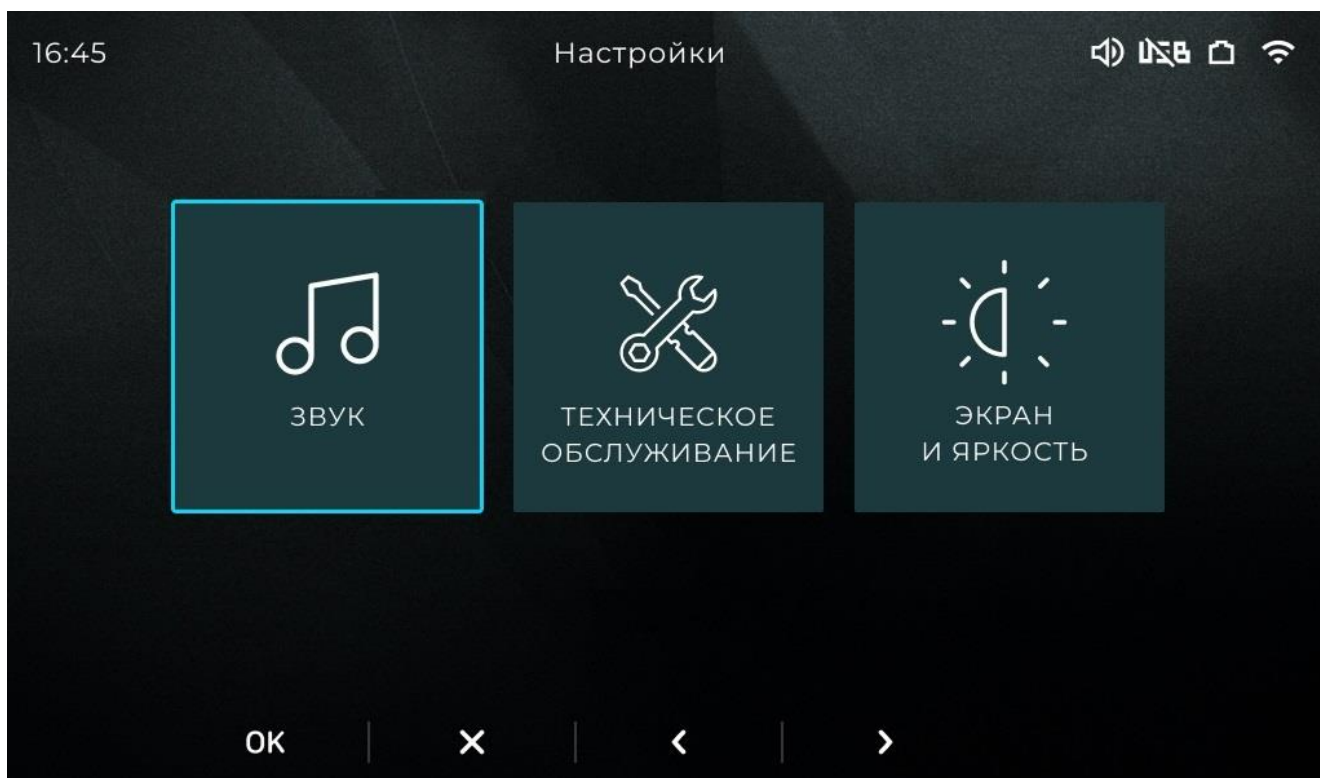 16:45
Настройки
USB
ЗВУК
ТЕХНИЧЕСКОЕ
ОБСЛУЖИВАНИЕ
ЭКРАН
И ЯРКОСТЬ
OK